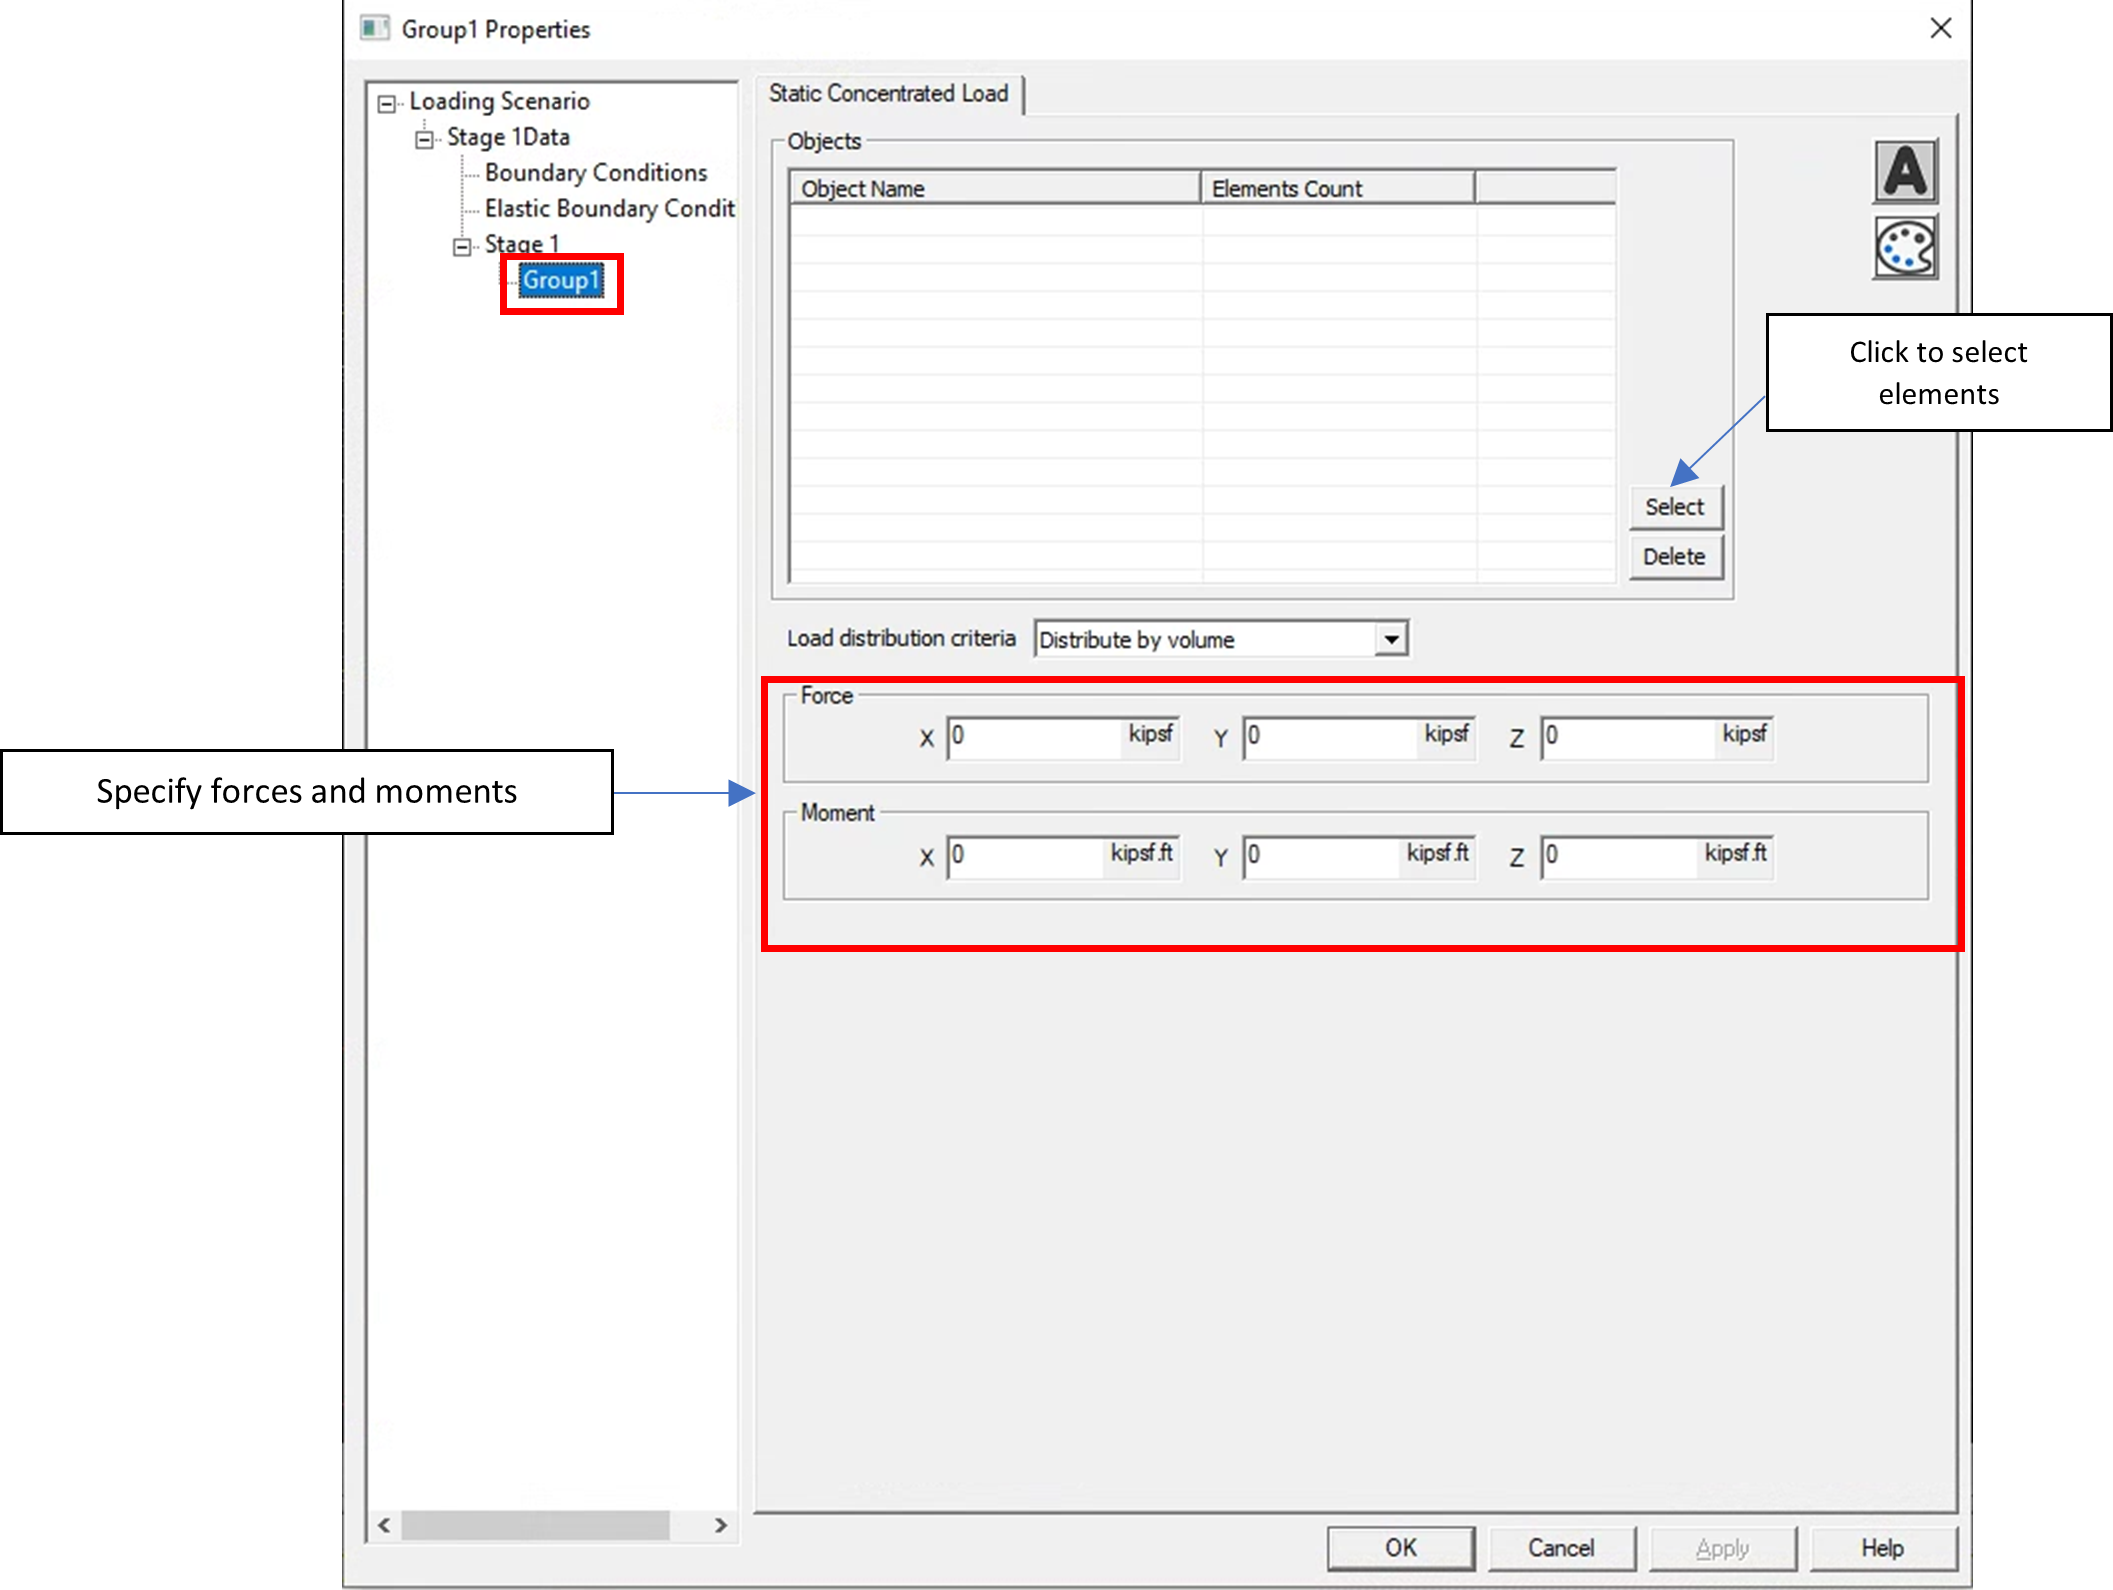 Group1 Properties
Loading Scenario
Stage 1Data
Boundary Conditions
Elastic Boundary Condit
Stage 1
Group1
Static Concentrated Load
Objects
Object Name Elements Count
A
Click to select
elements
Select
Delete
Load distribution criteria Distribute by volume
Specify forces and moments
Force
X 0 kipsf Y 0 kipsf Z 0 kipsf
Moment
X 0 kipsf.ft Y 0 kipsf.ft Z 0 kipsf.ft
OK Cancel Apply Help